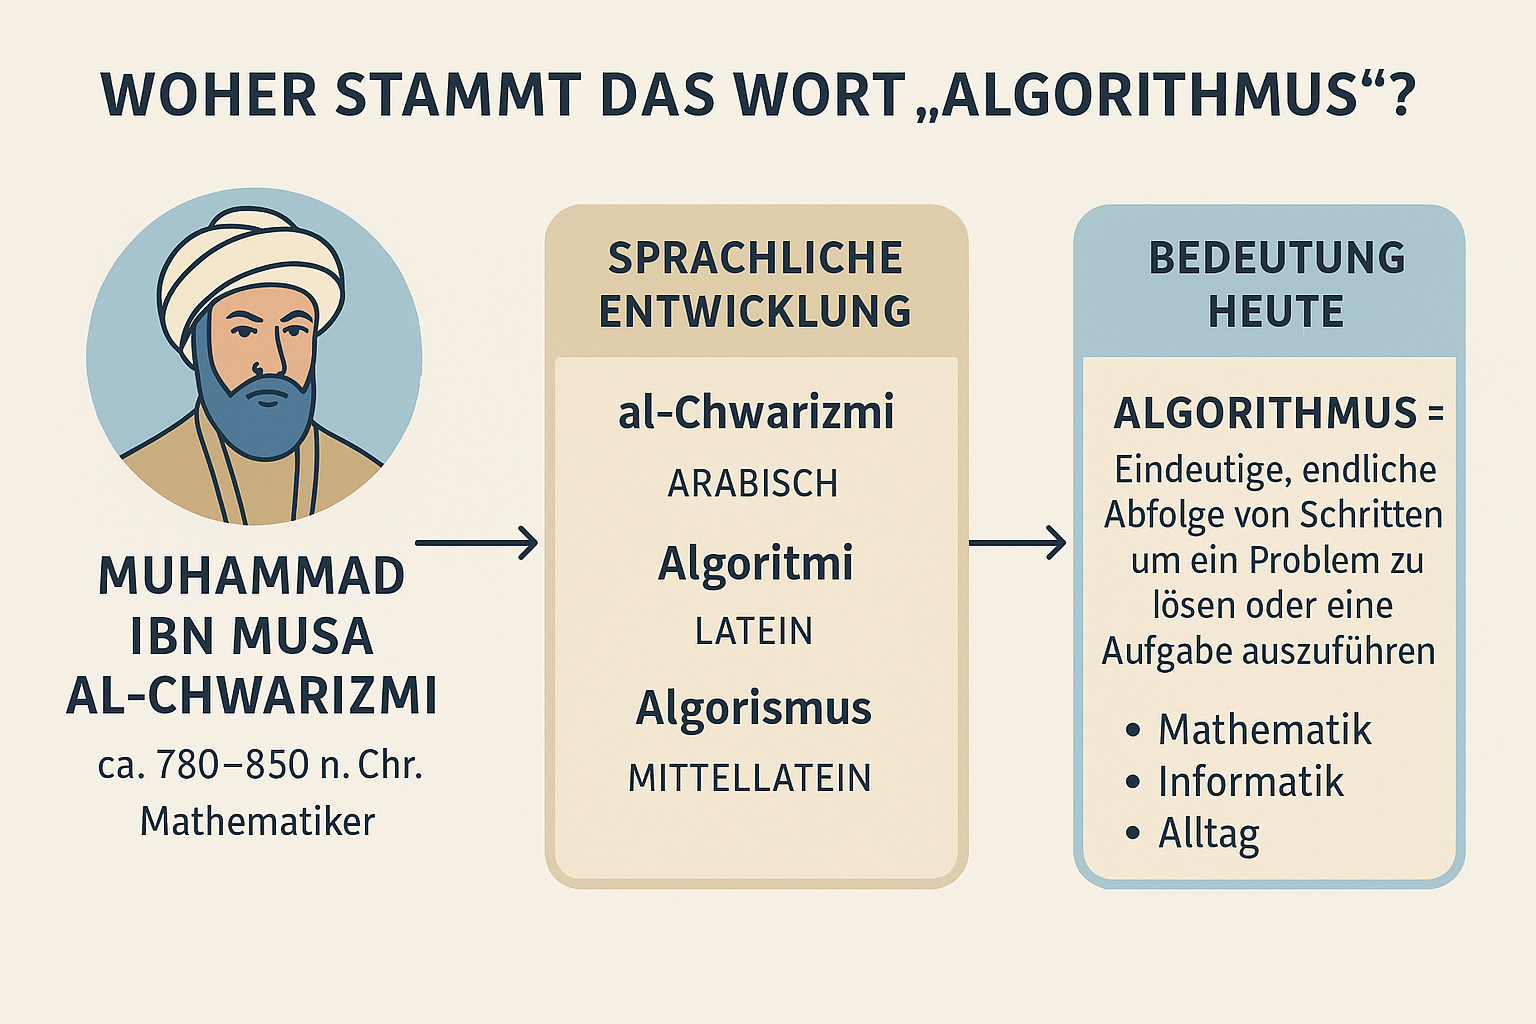 WOHER STAMMT DAS WORT „ALGORITHMUS“?
MUHAMMAD
IBN MUSA
AL-CHWARIZMI
ca. 780–850 n. Chr.
Mathematiker
SPRACHLICHE
ENTWICKLUNG
al-Chwarizmi
ARABISCH
Algoritmi
LATEIN
Algorismus
MITTELLATEIN
BEDEUTUNG
HEUTE
ALGORITHMUS =
Eindeutige, endliche
Abfolge von Schritten
um ein Problem zu
lösen oder eine
Aufgabe auszuführen
• Mathematik
• Informatik
• Alltag